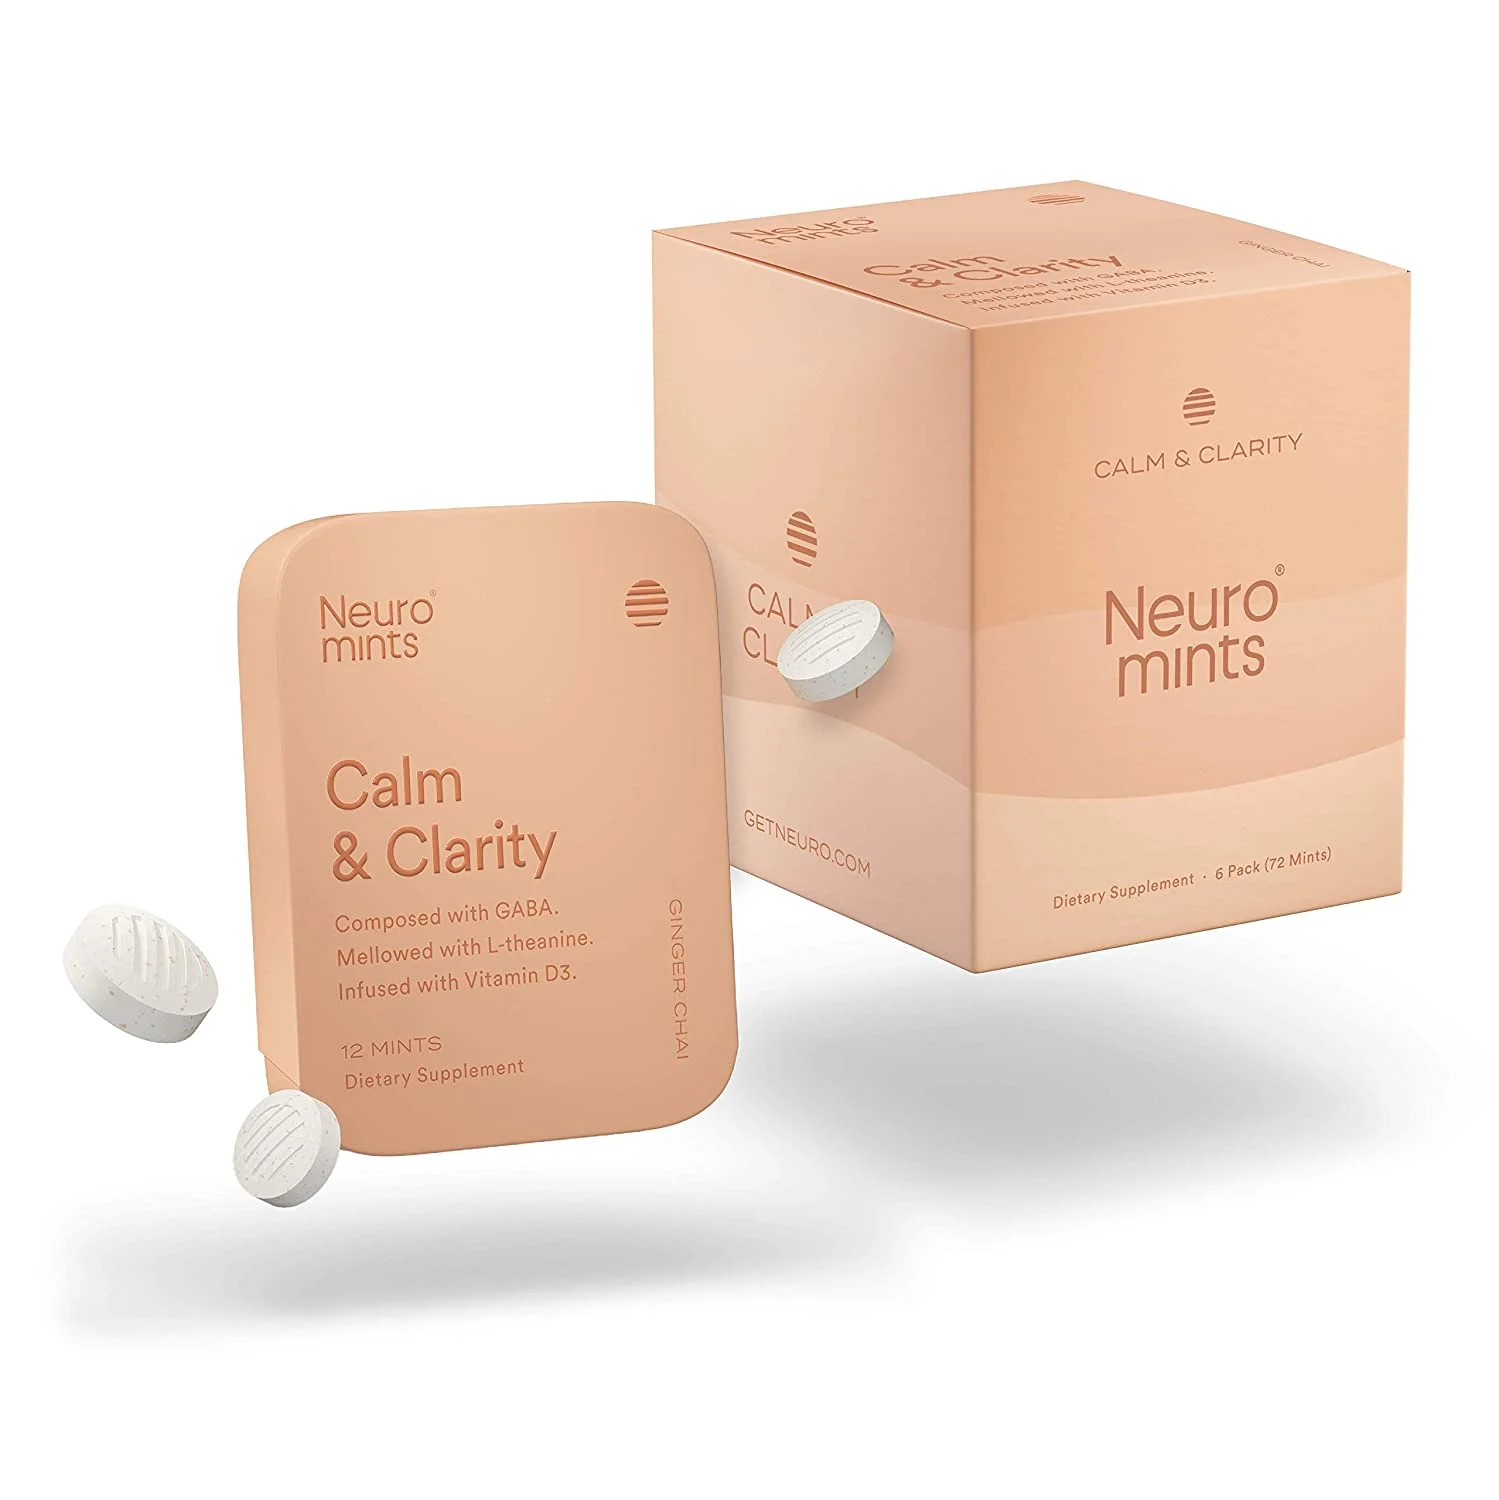 Neuro
mints
Calm
& Clarity
Composed with GABA.
Mellowed with L-theanine.
Infused with Vitamin D3.
GINGER CHAI
CALM & CLARITY
Neuro®
mints
Dietary Supplement · 6 Pack (72 Mints)
CALM
GETNEURO.COM
Neuro®
mints
Calm
& Clarity
Composed with GABA.
Mellowed with L-theanine.
Infused with Vitamin D3.
12 MINTS
Dietary Supplement
GINGER CHAI